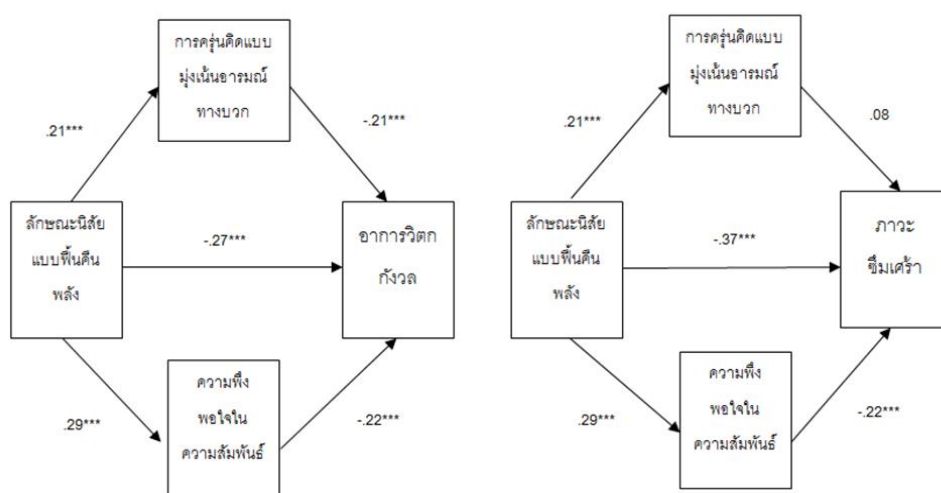 การครุ่นคิดแบบ
มุ่งเน้นอารมณ์
ทางบวก
.21***
-.21***
ลักษณะนิสัย
แบบฟื้นคืน
พลัง
-.27***
อาการวิตก
กังวล
ความพึง
พอใจใน
ความสัมพันธ์
.29***
-.22***
การครุ่นคิดแบบ
มุ่งเน้นอารมณ์
ทางบวก
.21***
.08
ลักษณะนิสัย
แบบฟื้นคืน
พลัง
-.37***
ภาวะ
ซึมเศร้า
ความพึง
พอใจใน
ความสัมพันธ์
.29***
-.22***